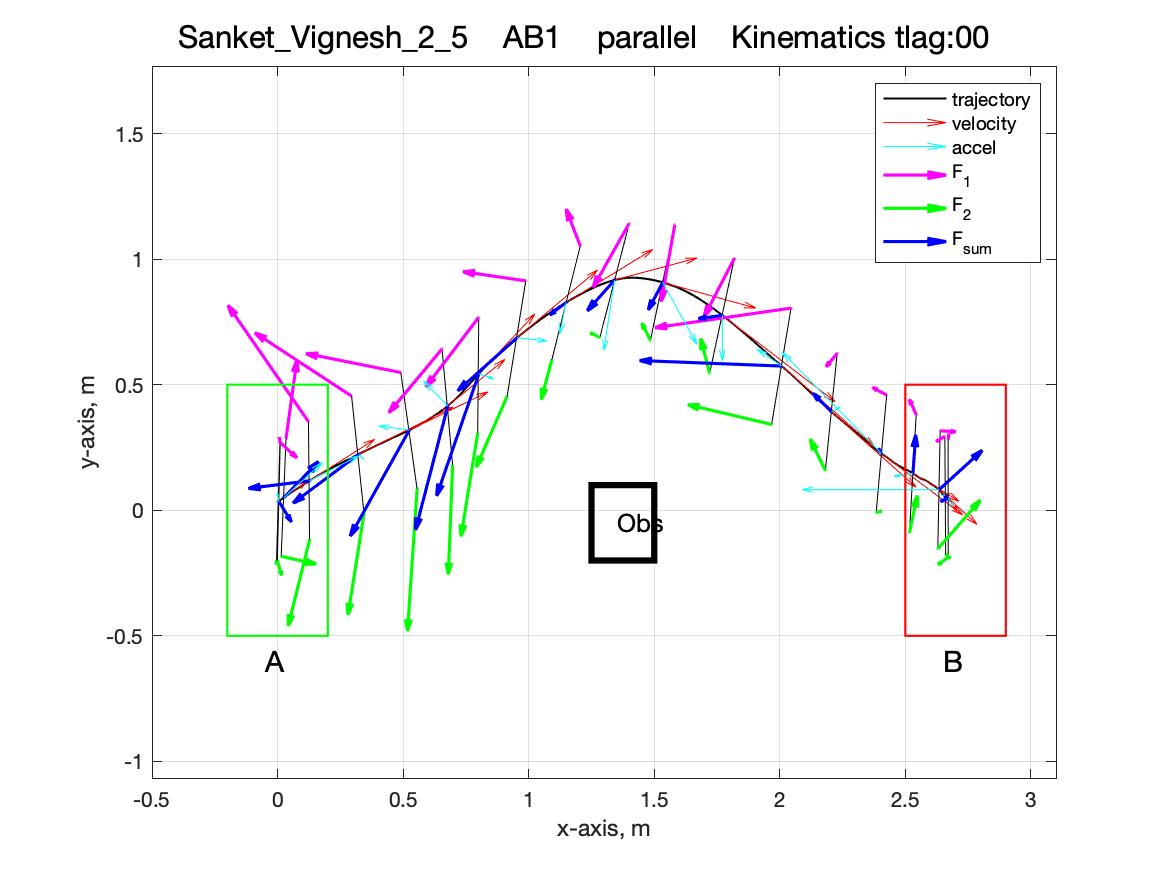 Sanket_Vignesh_2_5 AB1 parallel Kinematics tlag:00
trajectory
velocity
accel
F1
F2
Fsum
1.5
1
0.5
0
-0.5
-1
y-axis, m
Obs
A
B
-0.5 0 0.5 1 1.5 2 2.5 3
x-axis, m